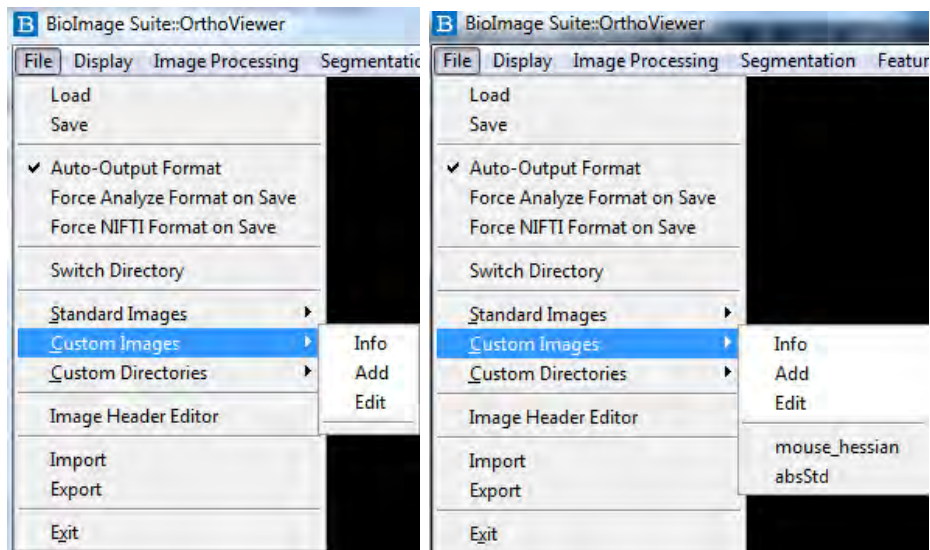 BioImage Suite::OrthoViewer
File Display Image Processing Segmentatic
Load
Save
✔ Auto-Output Format
Force Analyze Format on Save
Force NIFTI Format on Save
Switch Directory
Standard Images
Custom Images
Custom Directories
Image Header Editor
Import
Export
Exit
Info
Add
Edit
BioImage Suite::OrthoViewer
File Display Image Processing Segmentation Featur
Load
Save
✔ Auto-Output Format
Force Analyze Format on Save
Force NIFTI Format on Save
Switch Directory
Standard Images
Custom Images
Custom Directories
Image Header Editor
Import
Export
Exit
Info
Add
Edit
mouse_hessian
absStd